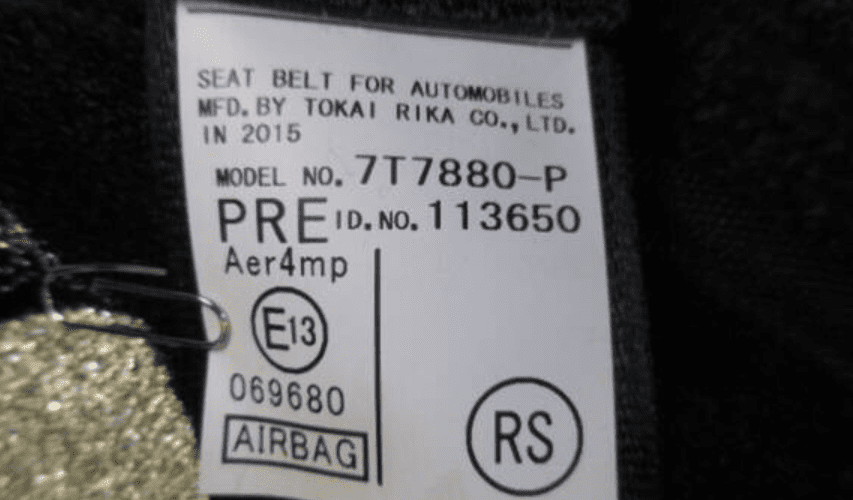 SEAT BELT FOR AUTOMOBILES
MFD. BY TOKAI RIKA CO., LTD.
IN 2015
MODEL NO. 7T7880-P
PRE ID. NO. 113650
Aer4mp
E13
069680
AIRBAG
RS